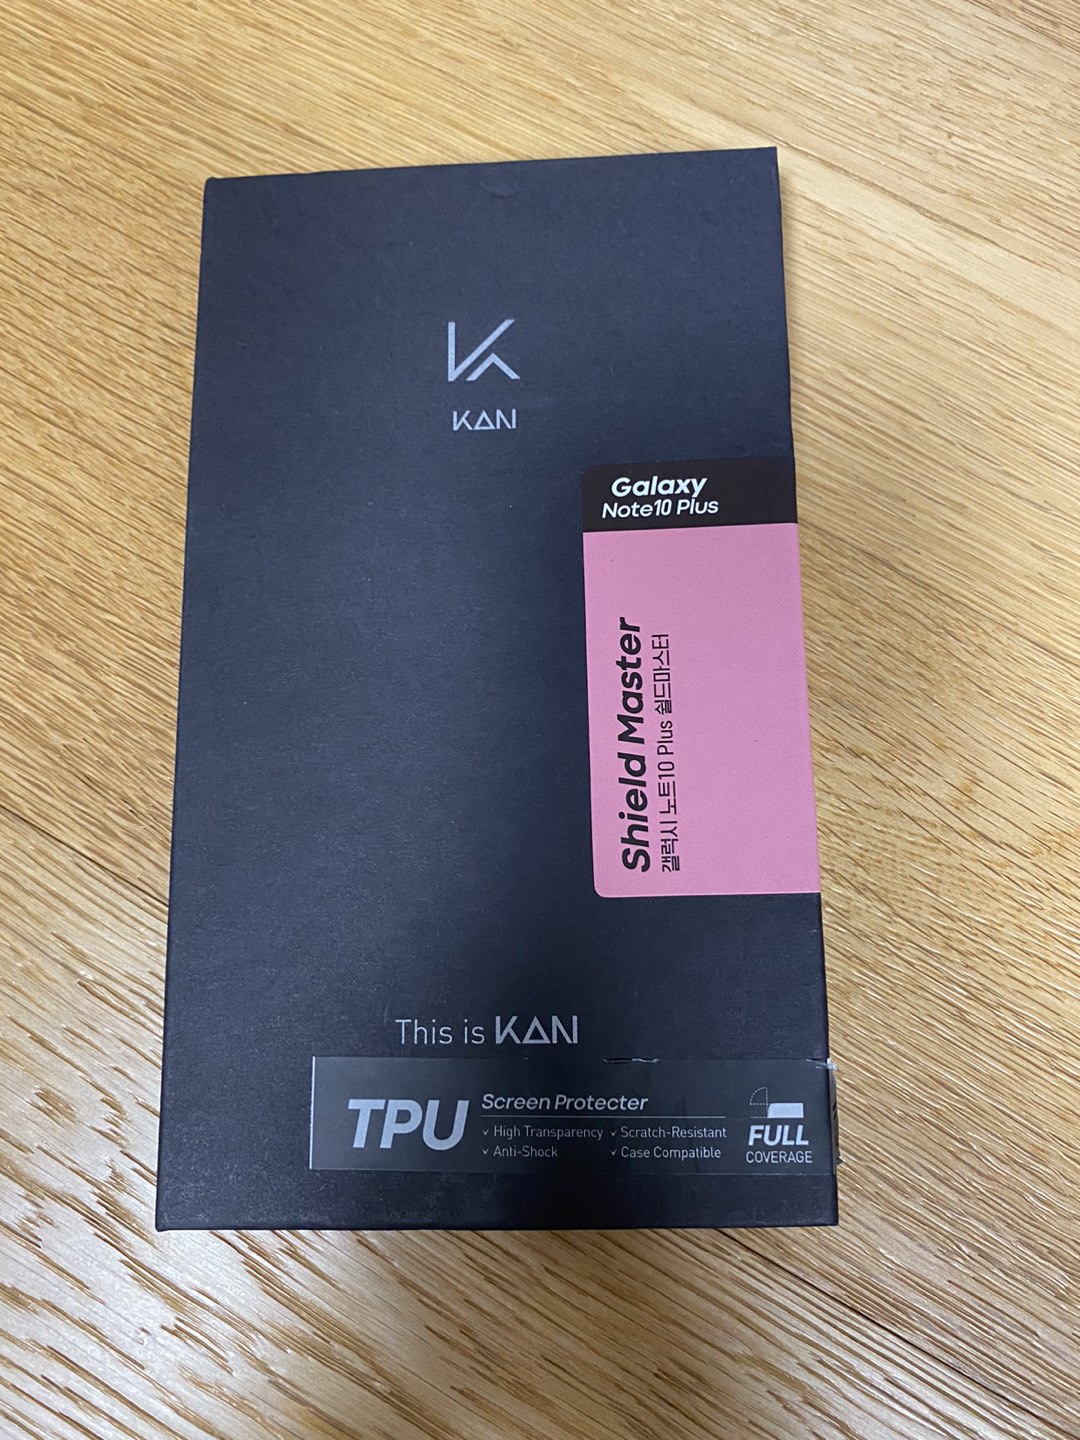 KAN
Galaxy
Note10 Plus
Shield Master
갤럭시 노트10 Plus 쉴드마스터
This is KAN
TPU
Screen Protecter
High Transparency
Scratch-Resistant
Anti-Shock
Case Compatible
FULL
COVERAGE